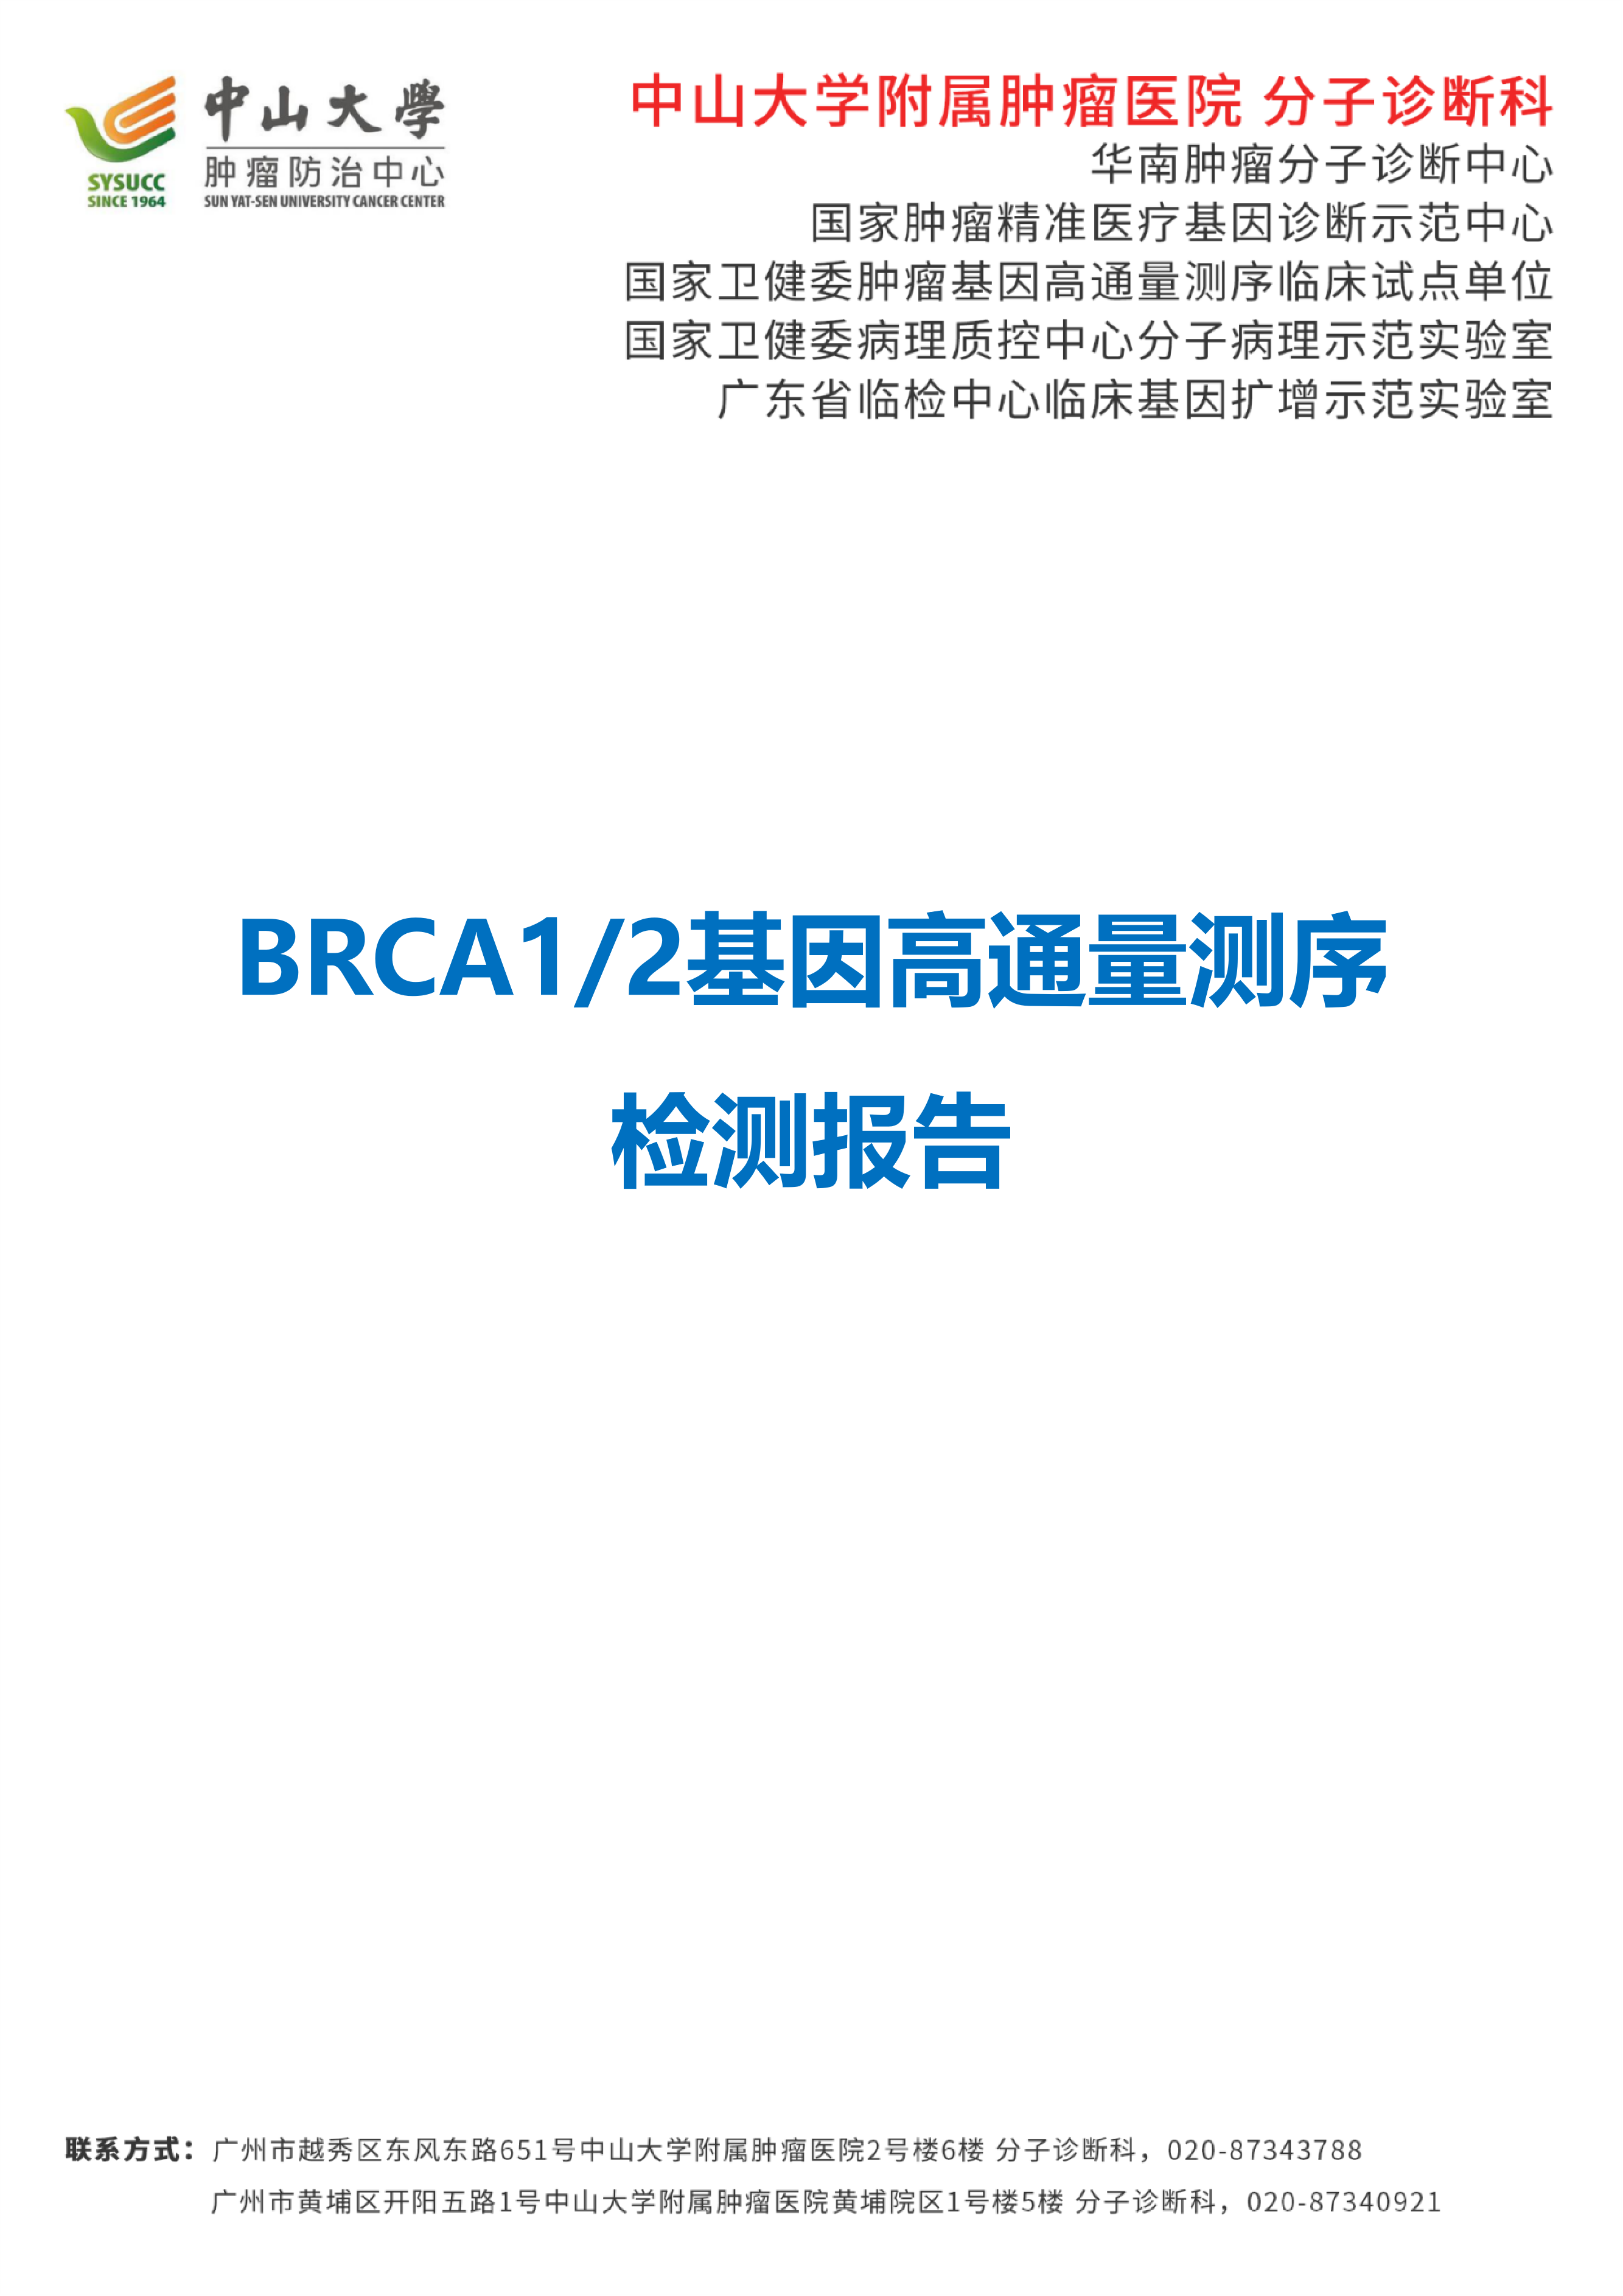 中山大學
肿瘤防治中心
SUN YAT-SEN UNIVERSITY CANCER CENTER
SYSUCC
SINCE 1964
中山大学附属肿瘤医院 分子诊断科
华南肿瘤分子诊断中心
国家肿瘤精准医疗基因诊断示范中心
国家卫健委肿瘤基因高通量测序临床试点单位
国家卫健委病理质控中心分子病理示范实验室
广东省临检中心临床基因扩增示范实验室
BRCA1/2基因高通量测序
检测报告
联系方式：广州市越秀区东风东路651号中山大学附属肿瘤医院2号楼6楼 分子诊断科，020-87343788
广州市黄埔区开阳五路1号中山大学附属肿瘤医院黄埔院区1号楼5楼 分子诊断科，020-87340921